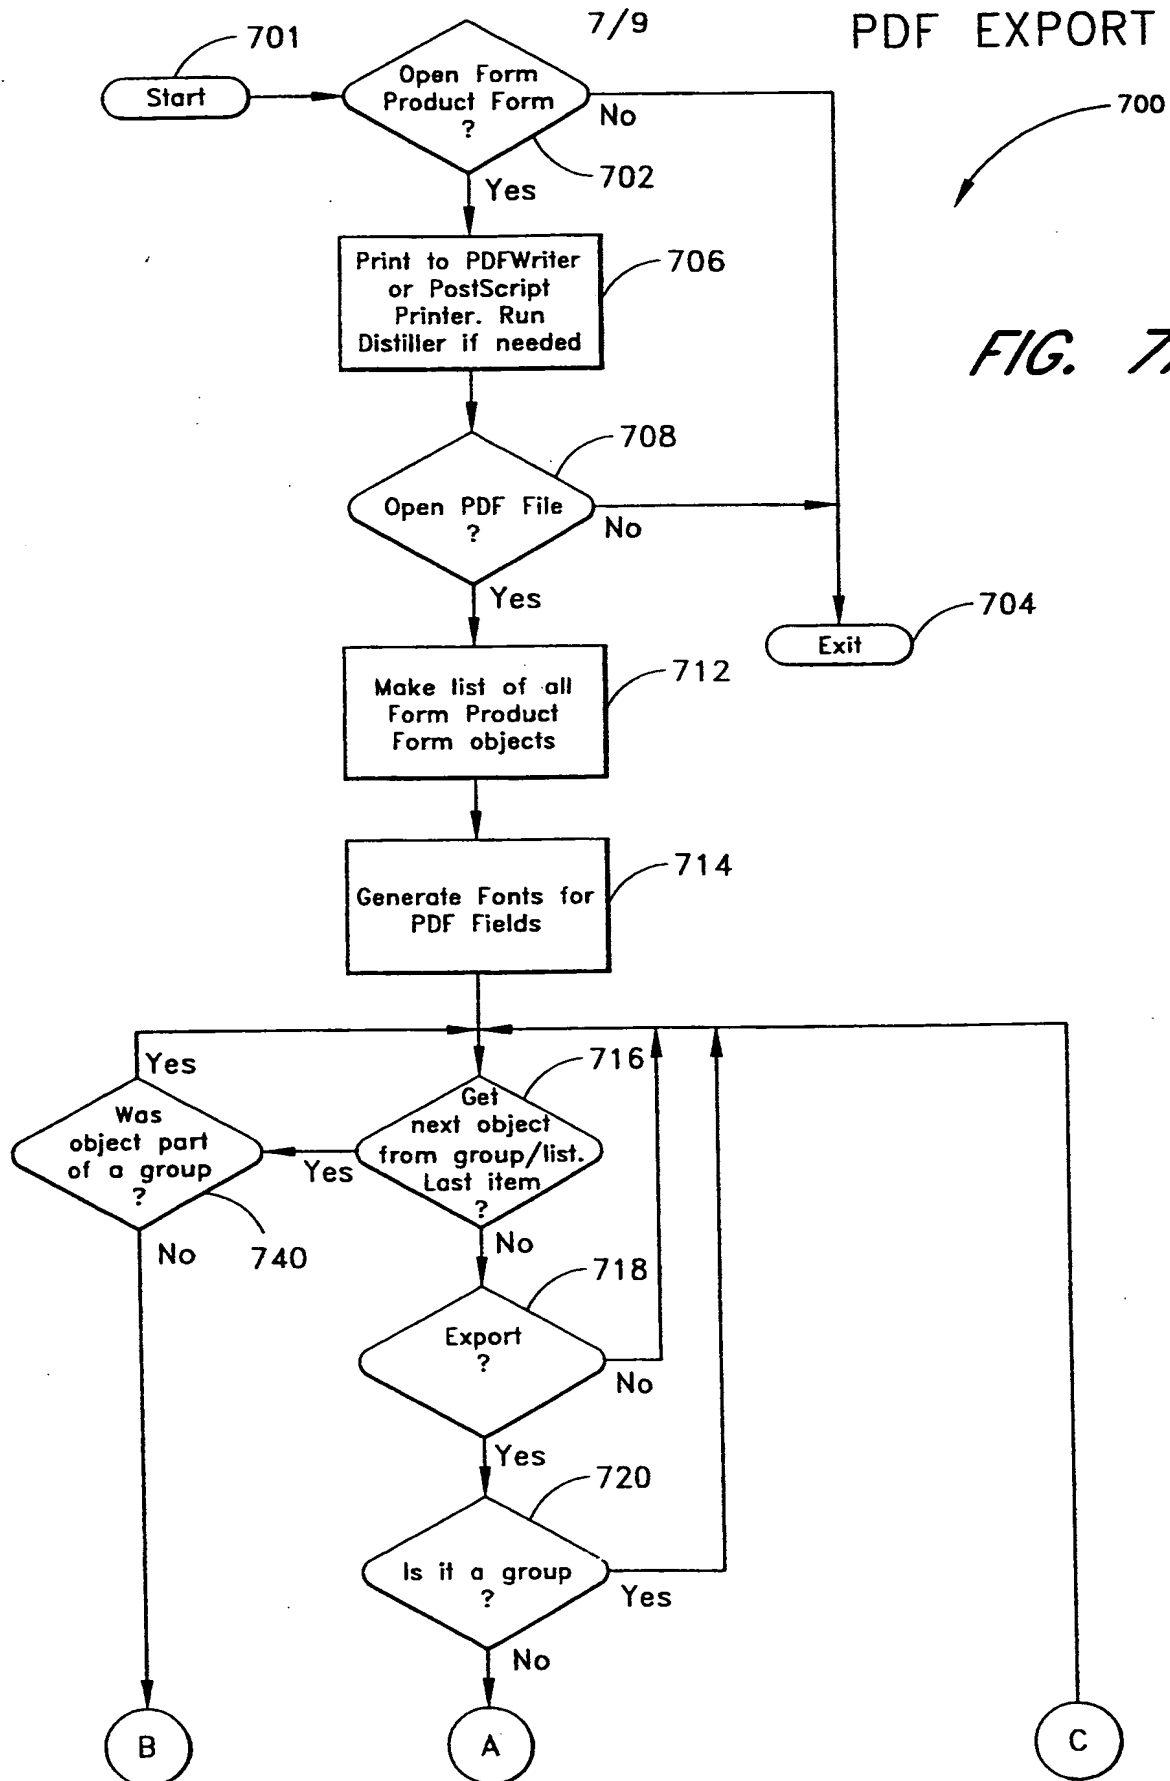 7/9
PDF EXPORT
700
FIG. 7
701
Start
Open Form
Product Form
?
No
702
Yes
Print to PDFWriter
or PostScript
Printer. Run
Distiller if needed
706
708
Open PDF File
?
No
Yes
704
Exit
712
Make list of all
Form Product
Form objects
714
Generate Fonts for
PDF Fields
Yes
716
Was
object part
of a group
?
740
No
Get
next object
from group/list.
Last item
?
Yes
No
718
Export
?
No
Yes
720
Is it a group
?
Yes
No
B
A
C